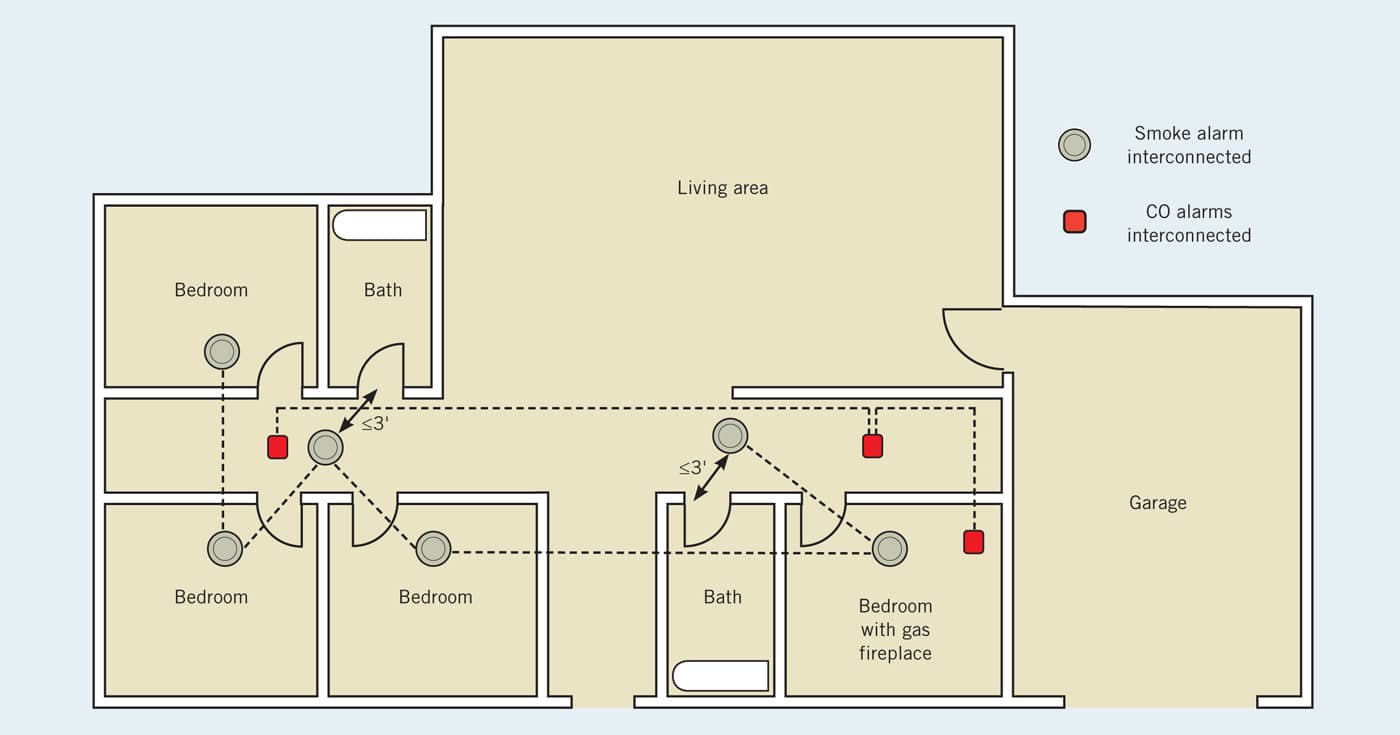 Smoke alarm
interconnected
Living area
CO alarms
interconnected
Bedroom
Bath
≤3'
≤3'
Garage
Bedroom
Bedroom
Bath
Bedroom
with gas
fireplace